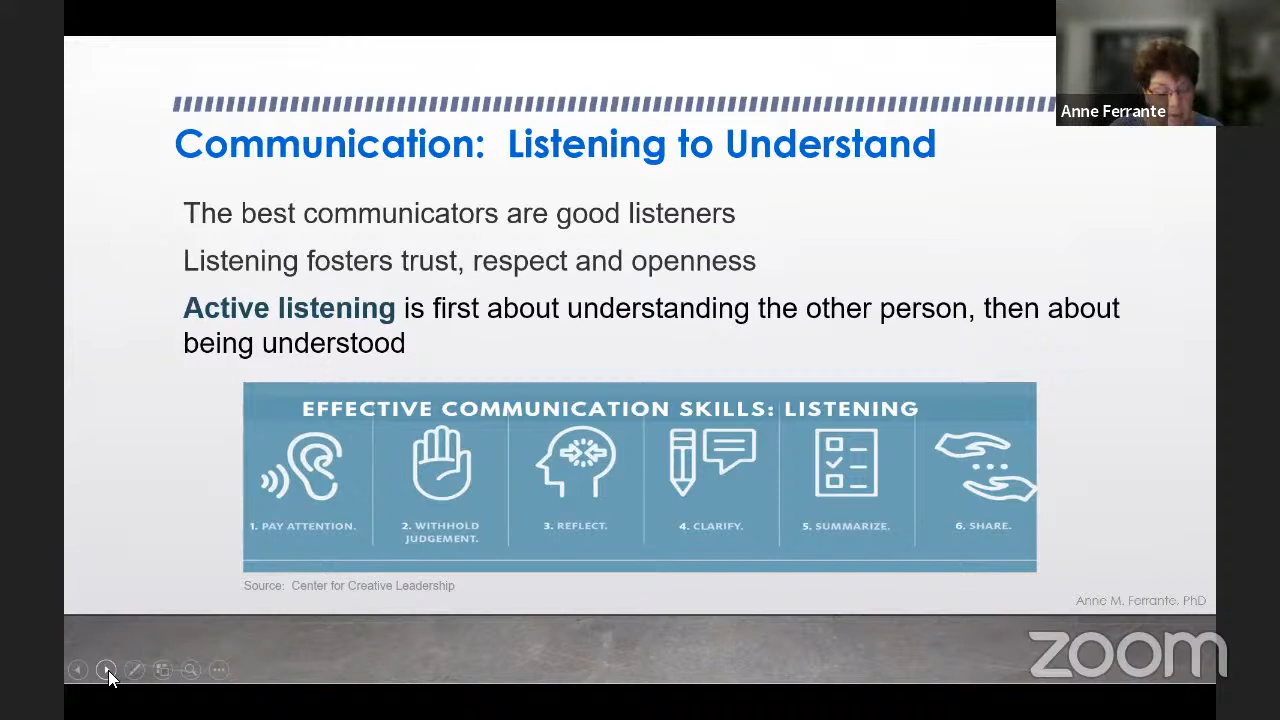 Anne Ferrante
Communication: Listening to Understand
The best communicators are good listeners
Listening fosters trust, respect and openness
Active listening is first about understanding the other person, then about
being understood
EFFECTIVE COMMUNICATION SKILLS: LISTENING
1. PAY ATTENTION.
2. WITHHOLD
JUDGEMENT.
3. REFLECT.
4. CLARIFY.
5. SUMMARIZE.
6. SHARE.
Source: Center for Creative Leadership
Anne M. Ferrante, PhD
zoom